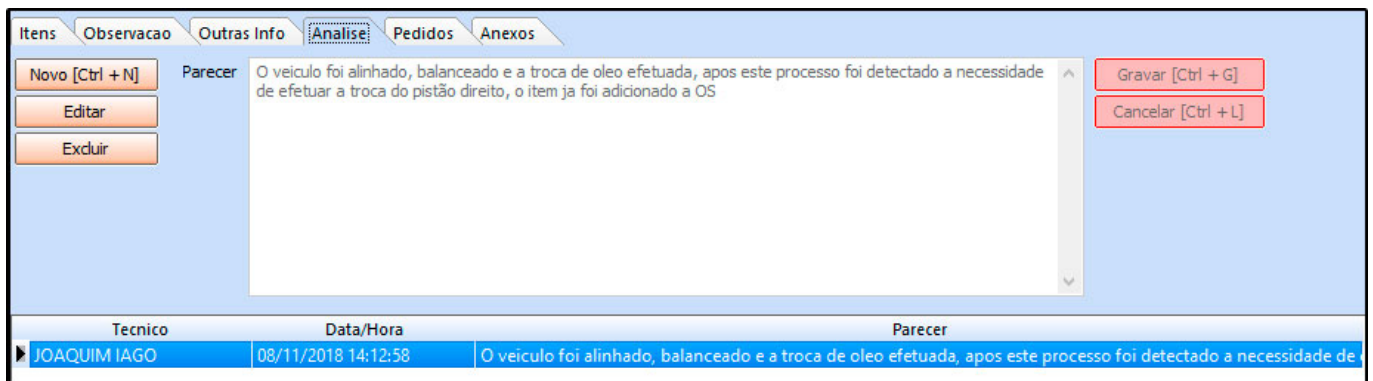 Itens Observacao Outras Info Analise Pedidos Anexos
Novo [Ctrl + N]
Editar
Excluir
Parecer
O veiculo foi alinhado, balanceado e a troca de oleo efetuada, apos este processo foi detectado a necessidade
de efetuar a troca do pistão direito, o item ja foi adicionado a OS
Gravar [Ctrl + G]
Cancelar [Ctrl + L]
Tecnico Data/Hora Parecer
JOAQUIM IAGO 08/11/2018 14:12:58 O veiculo foi alinhado, balanceado e a troca de oleo efetuada, apos este processo foi detectado a necessidade de